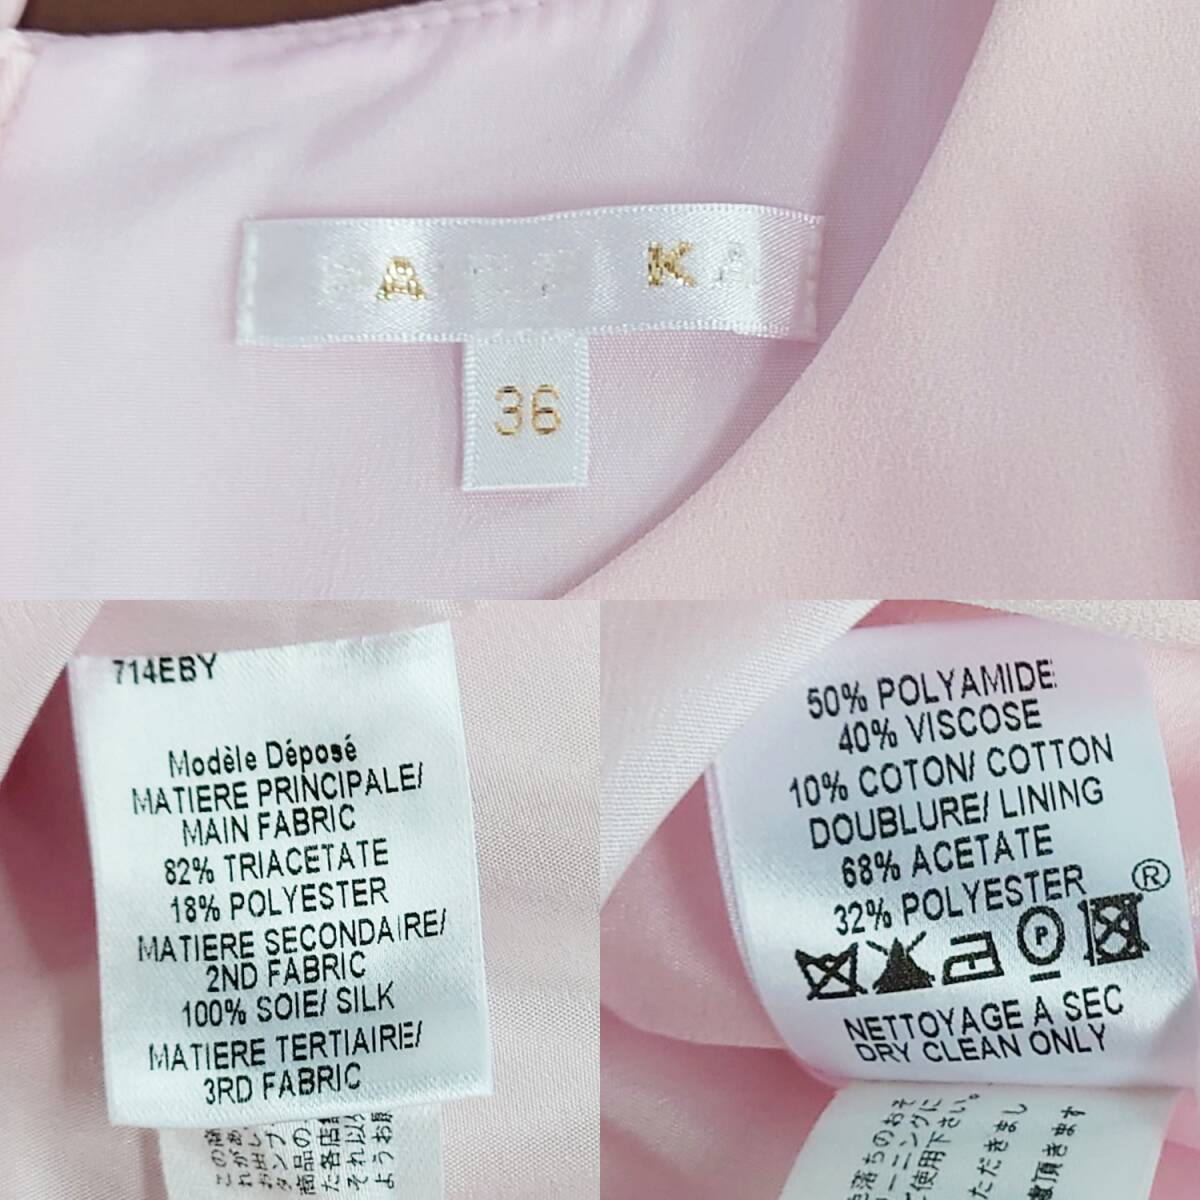 36
714EBY
Modèle Déposé
MATIERE PRINCIPALE/
MAIN FABRIC
82% TRIACETATE
18% POLYESTER
MATIERE SECONDAIRE/
2ND FABRIC
100% SOIE/ SILK
MATIERE TERTIAIRE/
3RD FABRIC
50% POLYAMIDE
40% VISCOSE
10% COTON/ COTTON
DOUBLURE/ LINING
68% ACETATE
32% POLYESTER
®
P
NETTOYAGE A SEC
DRY CLEAN ONLY